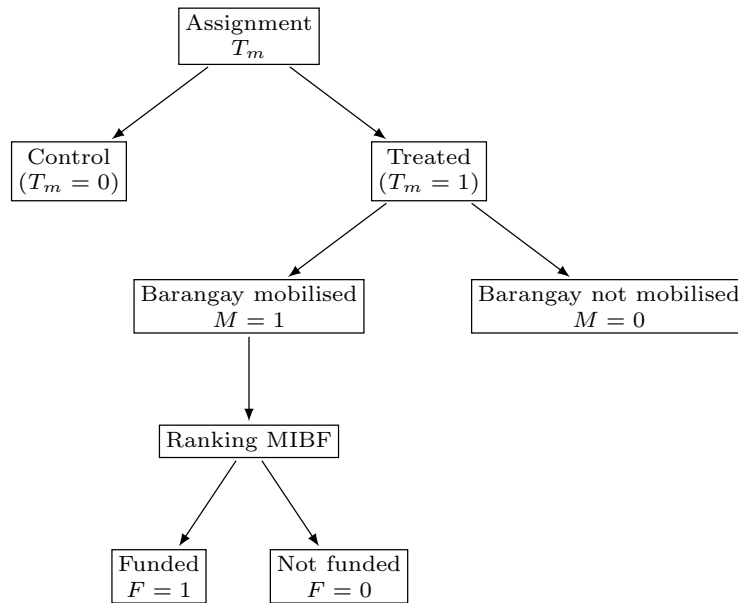 Assignment
T_m
Control
(T_m = 0)
Treated
(T_m = 1)
Barangay mobilised
M = 1
Barangay not mobilised
M = 0
Ranking MIBF
Funded
F = 1
Not funded
F = 0